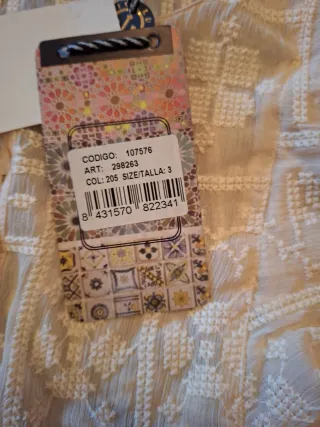 CODIGO: 107576
ART: 298263
COL: 205 SIZE/TALLA: 3
8 431570 822341